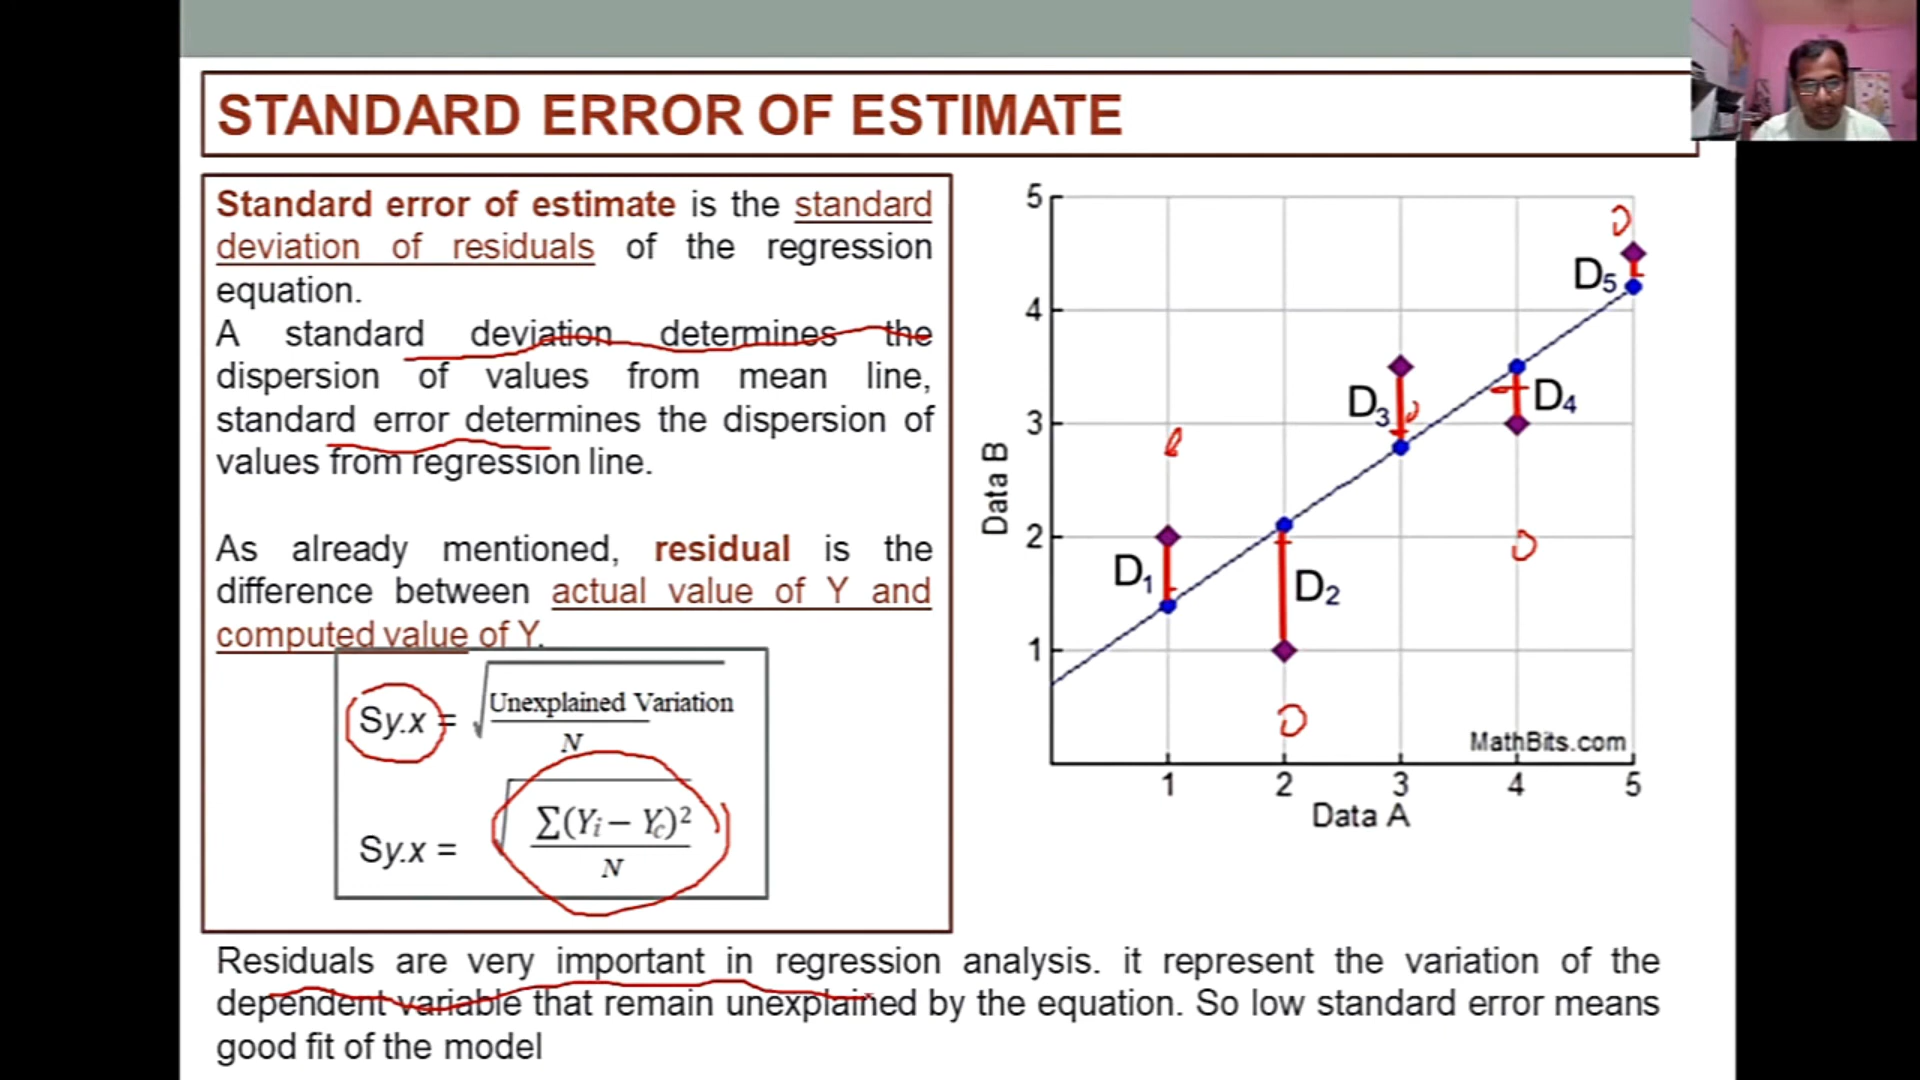 STANDARD ERROR OF ESTIMATE
Standard error of estimate is the standard
deviation of residuals of the regression
equation.
A standard deviation determines the
dispersion of values from mean line,
standard error determines the dispersion of
values from regression line.
As already mentioned, residual is the
difference between actual value of Y and
computed value of Y.
Sy.x = √(Unexplained Variation / N)
Sy.x = √(∑(Yi − Yc)² / N)
Residuals are very important in regression analysis. it represent the variation of the
dependent variable that remain unexplained by the equation. So low standard error means
good fit of the model
5
4
3
2
1
Data B
D1
D2
D3
D4
D5
MathBits.com
1 2 3 4 5
Data A